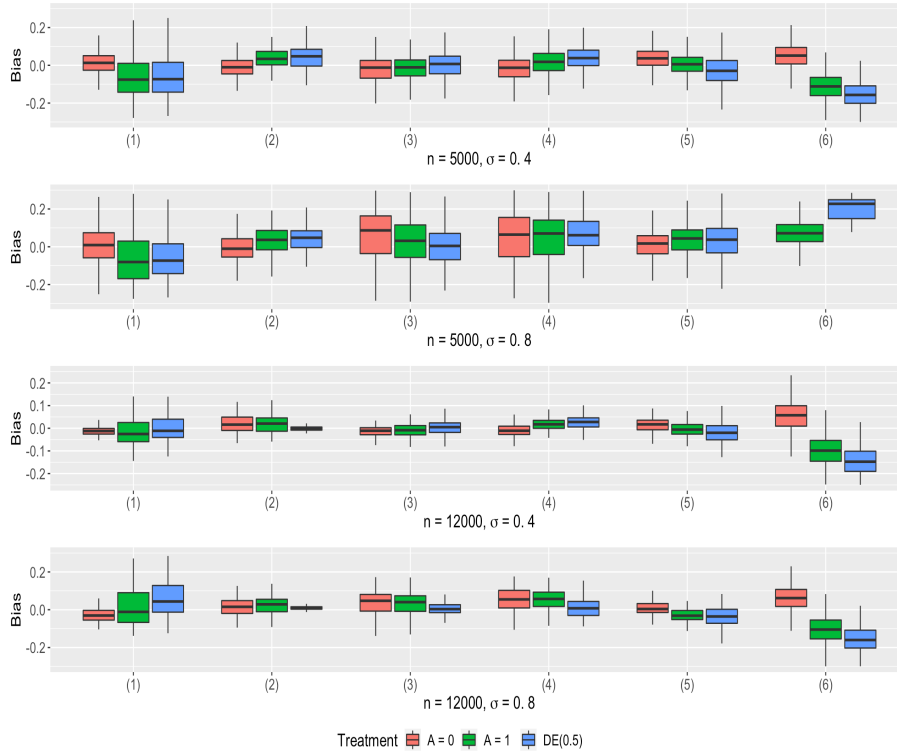 Bias
0.2
0.0
-0.2
(1) (2) (3) (4) (5) (6)
n = 5000, σ = 0. 4
Bias
0.2
0.0
-0.2
(1) (2) (3) (4) (5) (6)
n = 5000, σ = 0. 8
Bias
0.2
0.1
0.0
-0.1
-0.2
(1) (2) (3) (4) (5) (6)
n = 12000, σ = 0. 4
Bias
0.2
0.0
-0.2
(1) (2) (3) (4) (5) (6)
n = 12000, σ = 0. 8
Treatment A = 0 A = 1 DE(0.5)